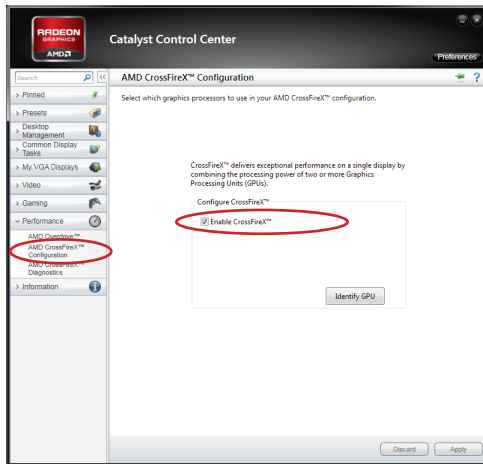 RADEON
GRAPHICS
AMD
Catalyst Control Center
Preferences
Search
AMD CrossFireX™ Configuration
Select which graphics processors to use in your AMD CrossFireX™ configuration.
Pinned
Presets
Desktop
Management
Common Display
Tasks
My VGA Displays
Video
Gaming
Performance
AMD Overdrive™
AMD CrossFireX™
Configuration
AMD CrossFireX™
Diagnostics
Information
CrossFireX™ delivers exceptional performance on a single display by
combining the processing power of two or more Graphics
Processing Units (GPUs).
Configure CrossFireX™
Enable CrossFireX™
Identify GPU
Discard
Apply